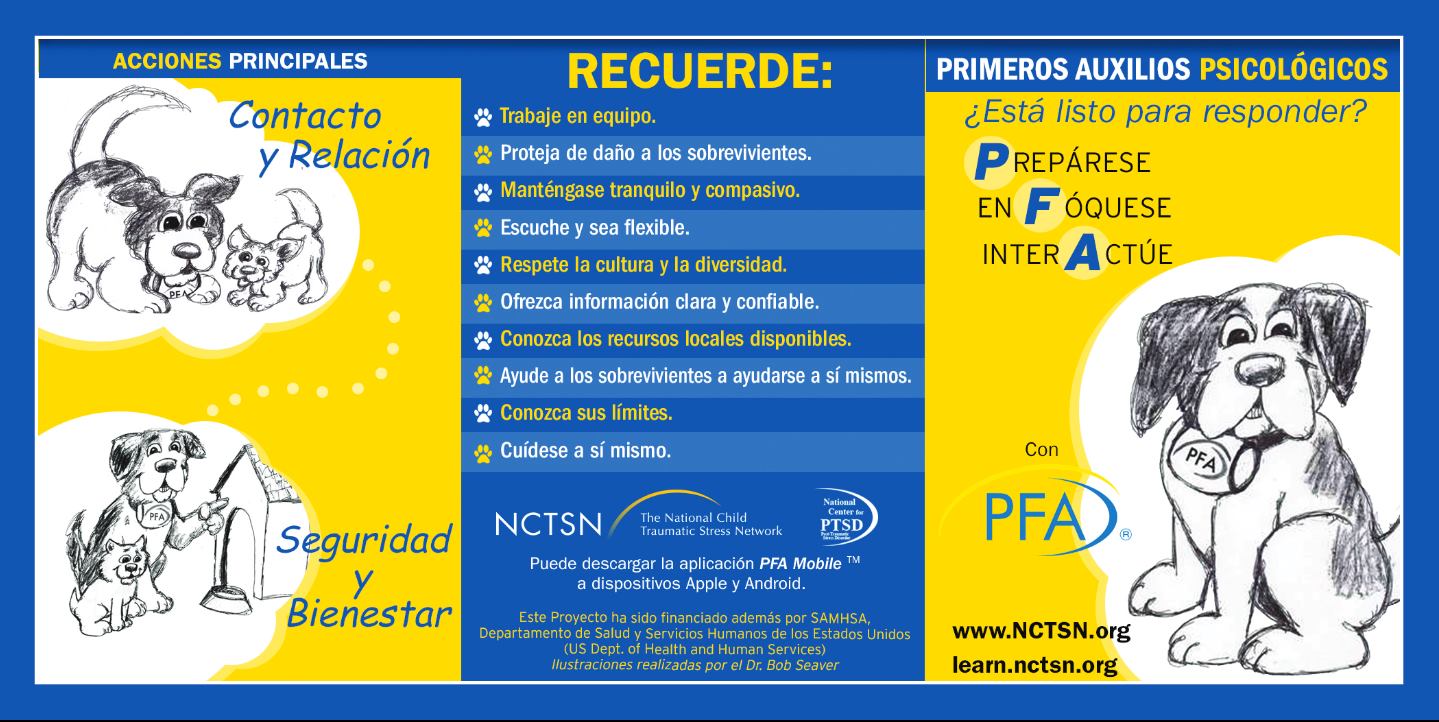 ACCIONES PRINCIPALES
Contacto
y Relación
PFA
PFA
Seguridad
y
Bienestar
RECUERDE:
Trabaje en equipo.
Proteja de daño a los sobrevivientes.
Manténgase tranquilo y compasivo.
Escuche y sea flexible.
Respete la cultura y la diversidad.
Ofrezca información clara y confiable.
Conozca los recursos locales disponibles.
Ayude a los sobrevivientes a ayudarse a sí mismos.
Conozca sus límites.
Cuídese a sí mismo.
NCTSN
The National Child
Traumatic Stress Network
National
Center for
PTSD
Post-Traumatic
Stress Disorder
Puede descargar la aplicación PFA Mobile ™
a dispositivos Apple y Android.
Este Proyecto ha sido financiado además por SAMHSA,
Departamento de Salud y Servicios Humanos de los Estados Unidos
(US Dept. of Health and Human Services)
Ilustraciones realizadas por el Dr. Bob Seaver
PRIMEROS AUXILIOS PSICOLÓGICOS
¿Está listo para responder?
PREPÁRESE
EN FÓQUESE
INTERACTÚE
PFA
Con
PFA®
www.NCTSN.org
learn.nctsn.org